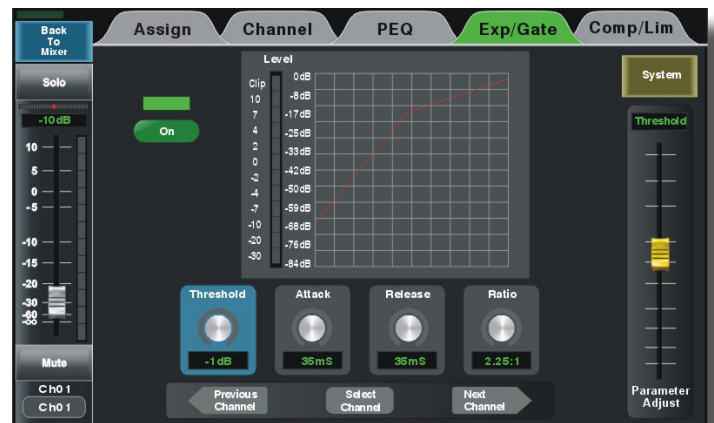 Back
To
Mixer
Assign
Channel
PEQ
Exp/Gate
Comp/Lim
Solo
-10dB
10
5
0
-5
-10
-15
-20
-30
-60
-∞
Mute
Ch01
Ch01
On
Level
Clip
10
7
4
2
0
-2
-4
-7
-10
-20
-30
0dB
-8dB
-17dB
-25dB
-33dB
-42dB
-50dB
-59dB
-68dB
-76dB
-84dB
System
Threshold
Threshold
-1dB
Attack
35mS
Release
35mS
Ratio
2.25:1
Previous
Channel
Select
Channel
Next
Channel
Parameter
Adjust